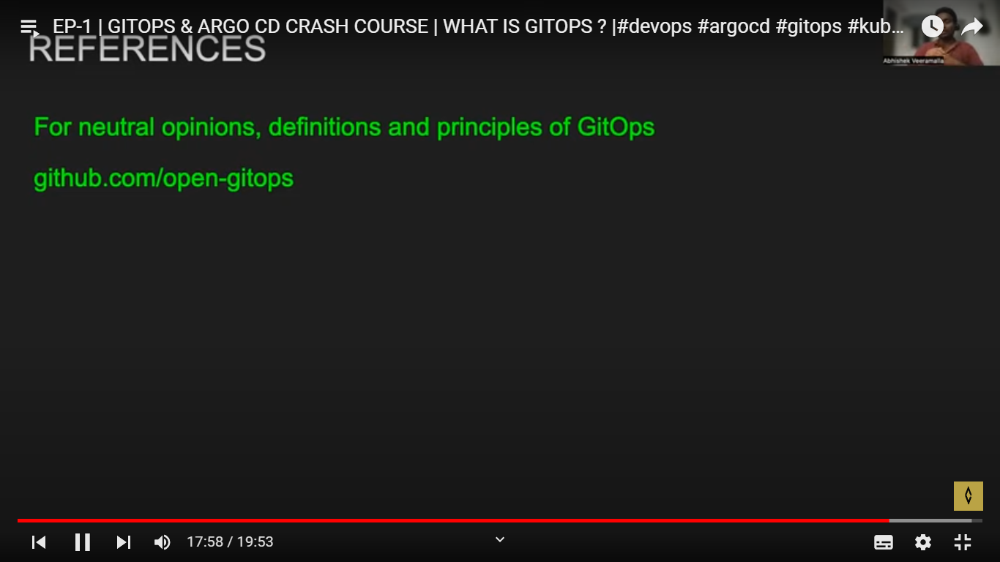 EP-1 | GITOPS & ARGO CD CRASH COURSE | WHAT IS GITOPS ? |#devops #argocd #gitops #kub...
REFERENCES
Abhishek Veeramalla
For neutral opinions, definitions and principles of GitOps
github.com/open-gitops
17:58 / 19:53